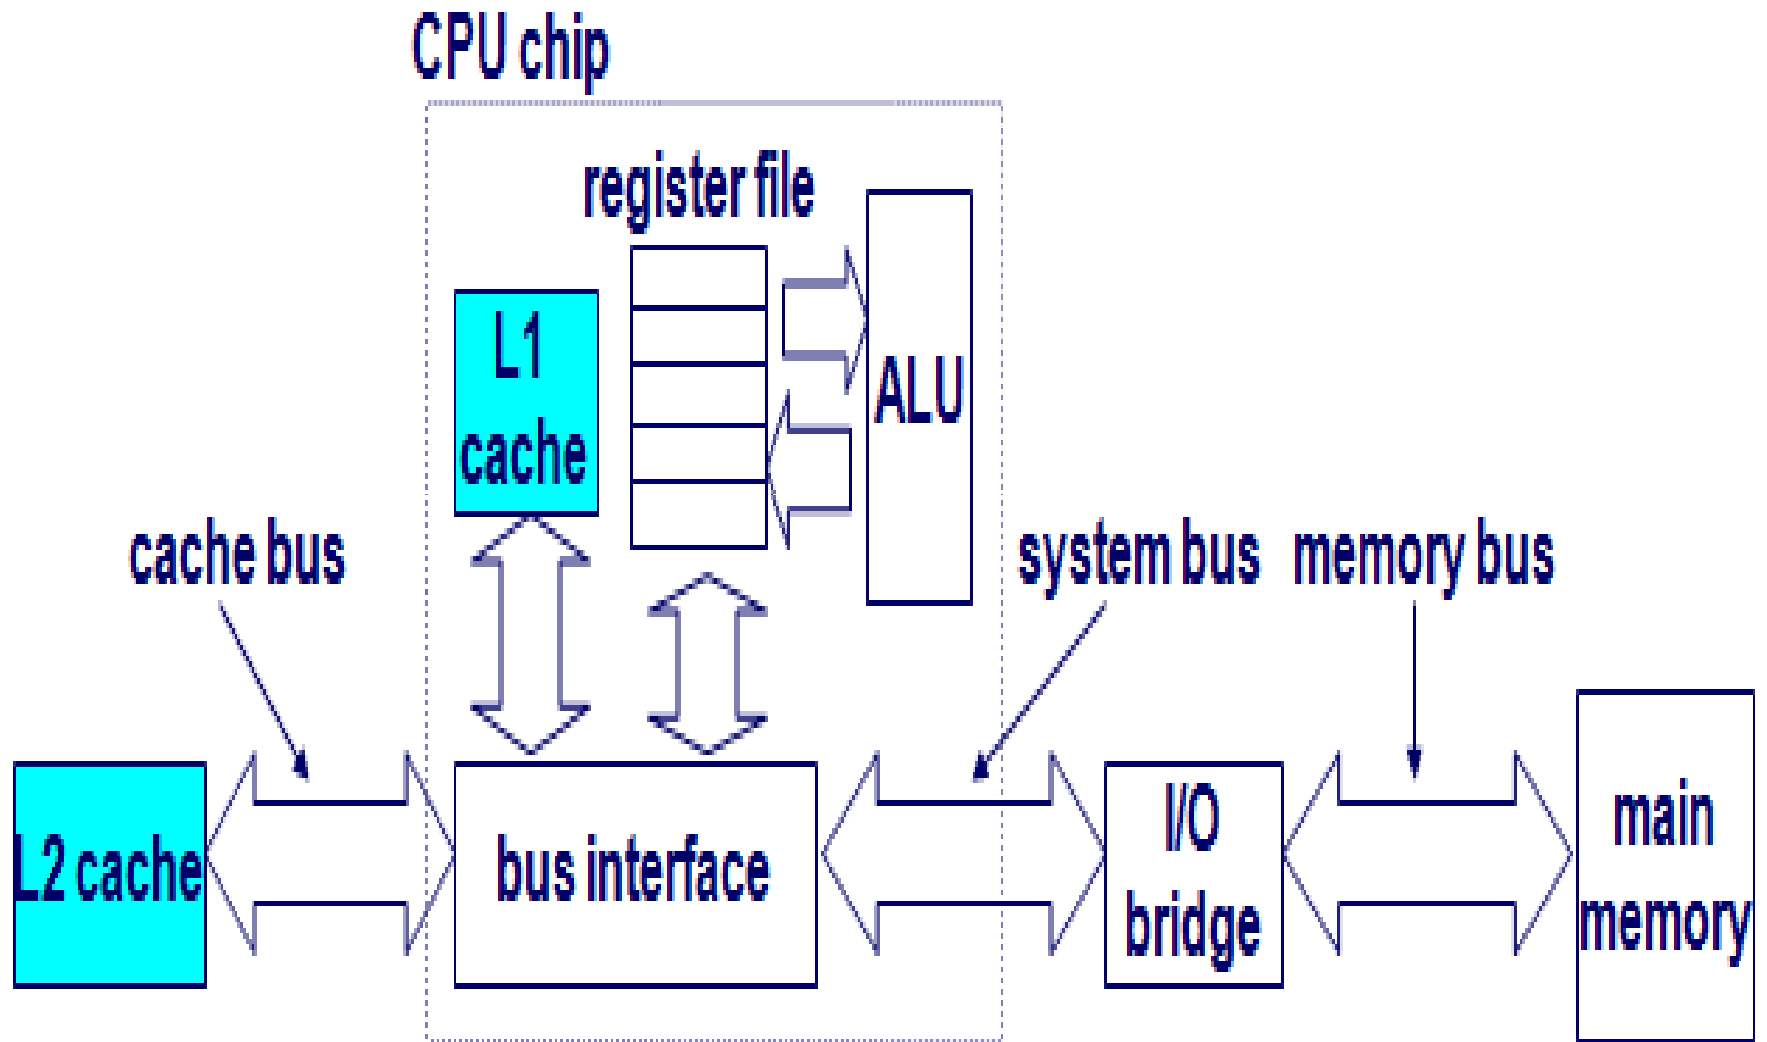 CPU chip
register file
L1
cache
ALU
cache bus
system bus
memory bus
L2 cache
bus interface
I/O
bridge
main
memory